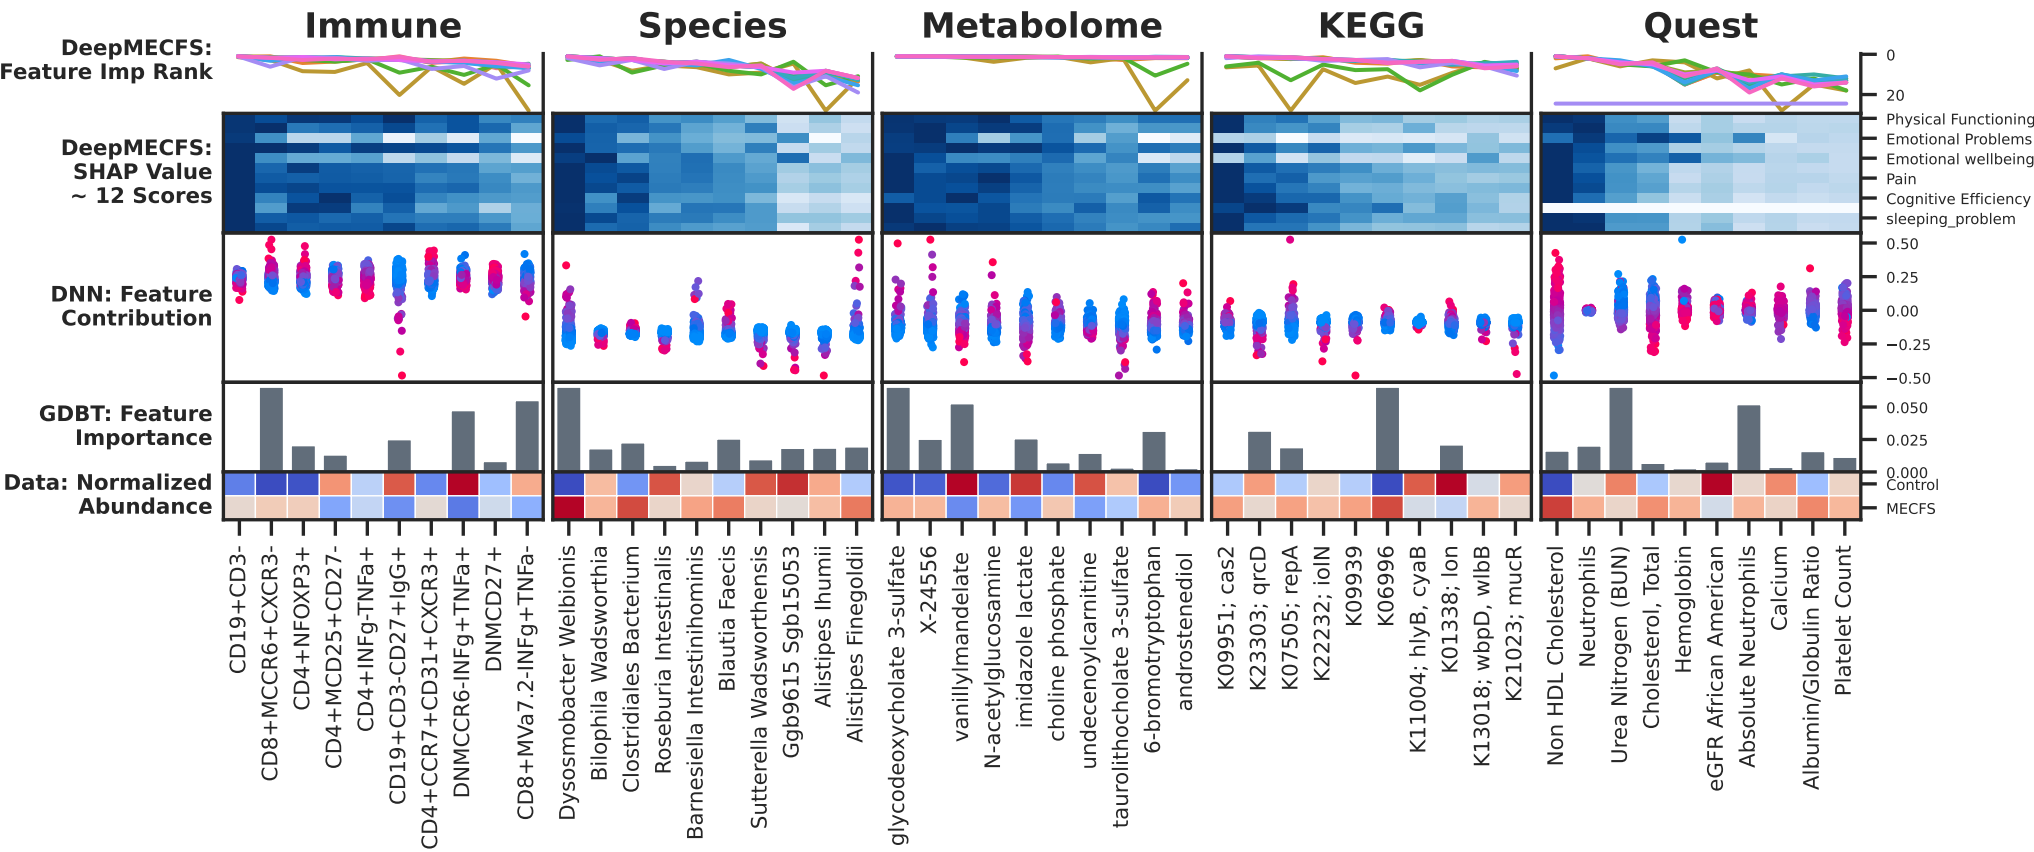 Immune
Species
Metabolome
KEGG
Quest
DeepMECFS:
Feature Imp Rank
0
20
DeepMECFS:
SHAP Value
~ 12 Scores
Physical Functioning
Emotional Problems
Emotional wellbeing
Pain
Cognitive Efficiency
sleeping_problem
DNN: Feature
Contribution
0.50
0.25
0.00
−0.25
−0.50
GDBT: Feature
Importance
0.050
0.025
0.000
Data: Normalized
Abundance
Control
MECFS
CD19+CD3-
CD8+MCCR6+CXCR3-
CD4+NFOXP3+
CD4+MCD25+CD27-
CD4+INFg-TNFa+
CD19+CD3-CD27+IgG+
CD4+CCR7+CD31+CXCR3+
DNMCCR6-INFg+TNFa+
DNMCD27+
CD8+MVa7.2-INFg+TNFa-
Dysosmobacter Welbionis
Bilophila Wadsworthia
Clostridiales Bacterium
Roseburia Intestinalis
Barnesiella Intestinihominis
Blautia Faecis
Sutterella Wadsworthensis
Ggb9615 Sgb15053
Alistipes Ihumii
Alistipes Finegoldii
glycodeoxycholate 3-sulfate
X-24556
vanillylmandelate
N-acetylglucosamine
imidazole lactate
choline phosphate
undecenoylcarnitine
taurolithocholate 3-sulfate
6-bromotryptophan
androstenediol
K09951; cas2
K23303; qrcD
K07505; repA
K22232; iolN
K09939
K06996
K11004; hlyB, cyaB
K01338; lon
K13018; wbpD, wlbB
K21023; mucR
Non HDL Cholesterol
Neutrophils
Urea Nitrogen (BUN)
Cholesterol, Total
Hemoglobin
eGFR African American
Absolute Neutrophils
Calcium
Albumin/Globulin Ratio
Platelet Count